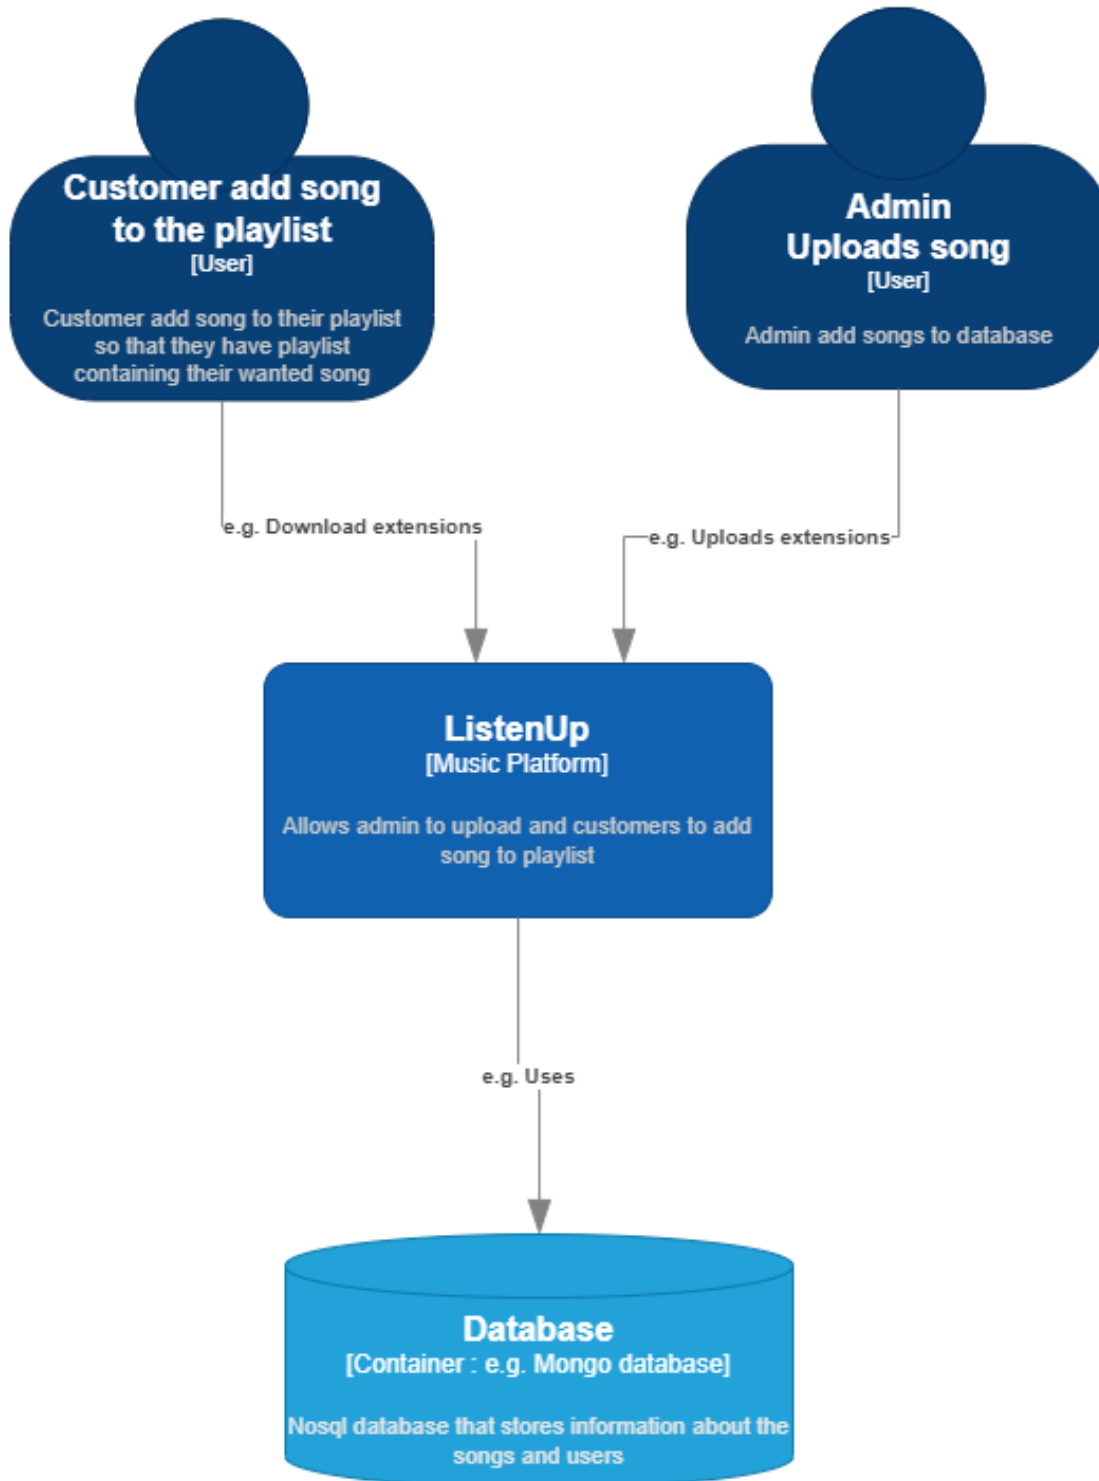 Customer add song
to the playlist
[User]
Customer add song to their playlist
so that they have playlist
containing their wanted song
Admin
Uploads song
[User]
Admin add songs to database
e.g. Download extensions
e.g. Uploads extensions
ListenUp
[Music Platform]
Allows admin to upload and customers to add
song to playlist
e.g. Uses
Database
[Container : e.g. Mongo database]
Nosql database that stores information about the
songs and users